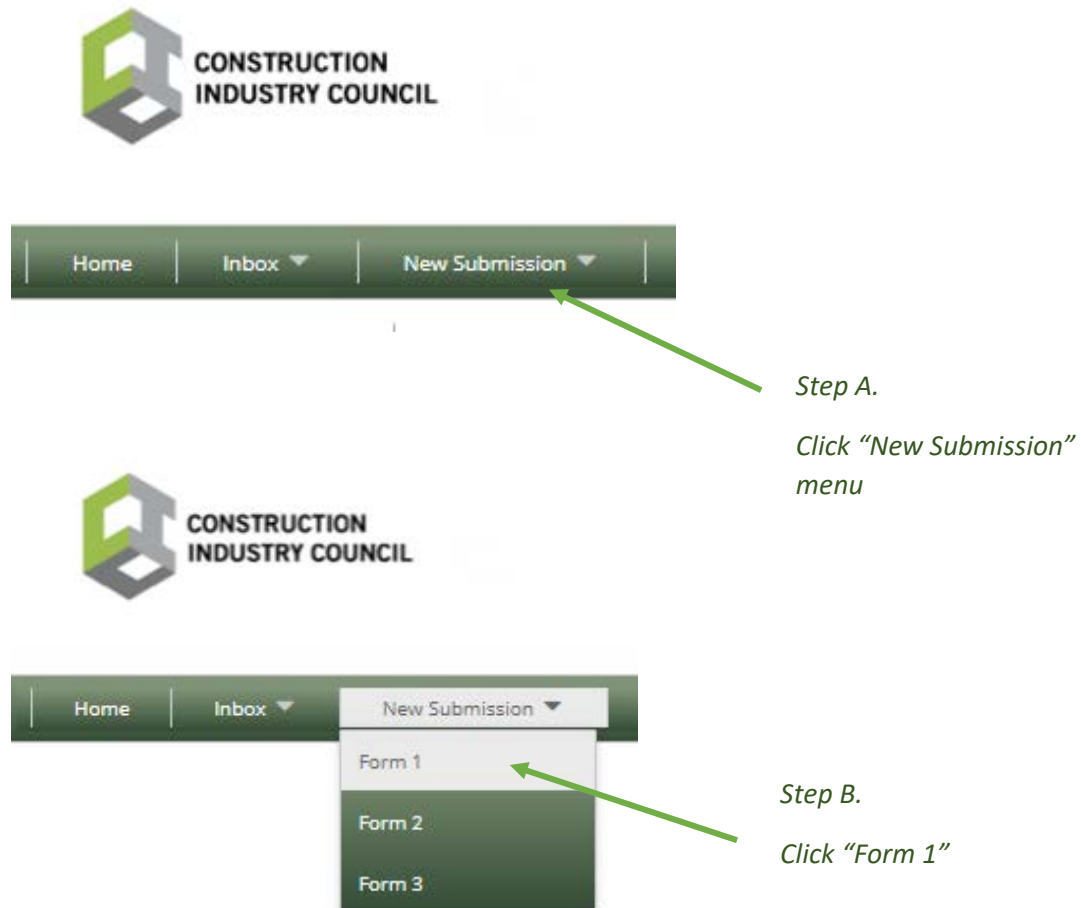 CONSTRUCTION
INDUSTRY COUNCIL
Home Inbox New Submission
Step A.
Click “New Submission”
menu
CONSTRUCTION
INDUSTRY COUNCIL
Home Inbox New Submission
Form 1
Form 2
Form 3
Step B.
Click “Form 1”